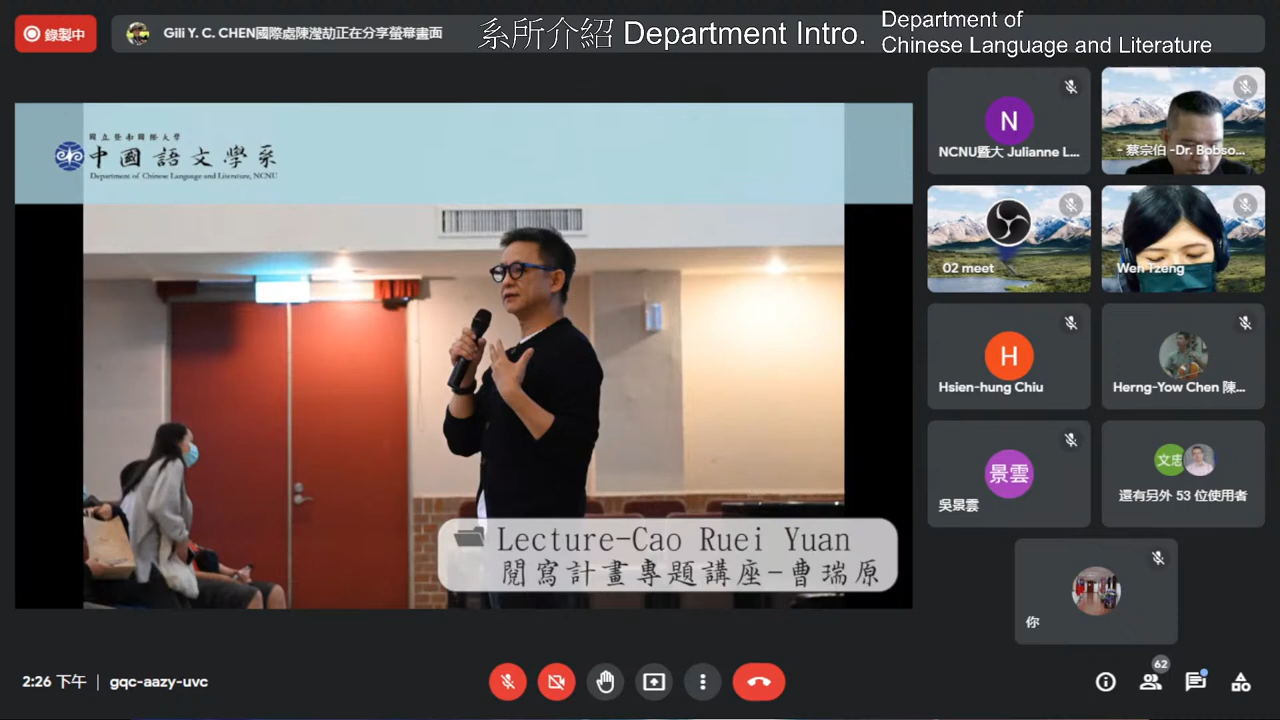 錄製中
Gili Y. C. CHEN國際處陳瀅劼正在分享螢幕畫面
系所介紹 Department Intro.
Department of
Chinese Language and Literature
國立暨南國際大學
中國語文學系
Department of Chinese Language and Literature, NCNU
Lecture-Cao Ruei Yuan
閱寫計畫專題講座-曹瑞原
N
NCNU暨大 Julianne L...
- 蔡宗伯 -Dr. Bobso...
02 meet
Wen Tzeng
H
Hsien-hung Chiu
Herng-Yow Chen 陳...
景雲
吳景雲
文忠
還有另外 53 位使用者
你
2:26 下午 | gqc-aazy-uvc
62